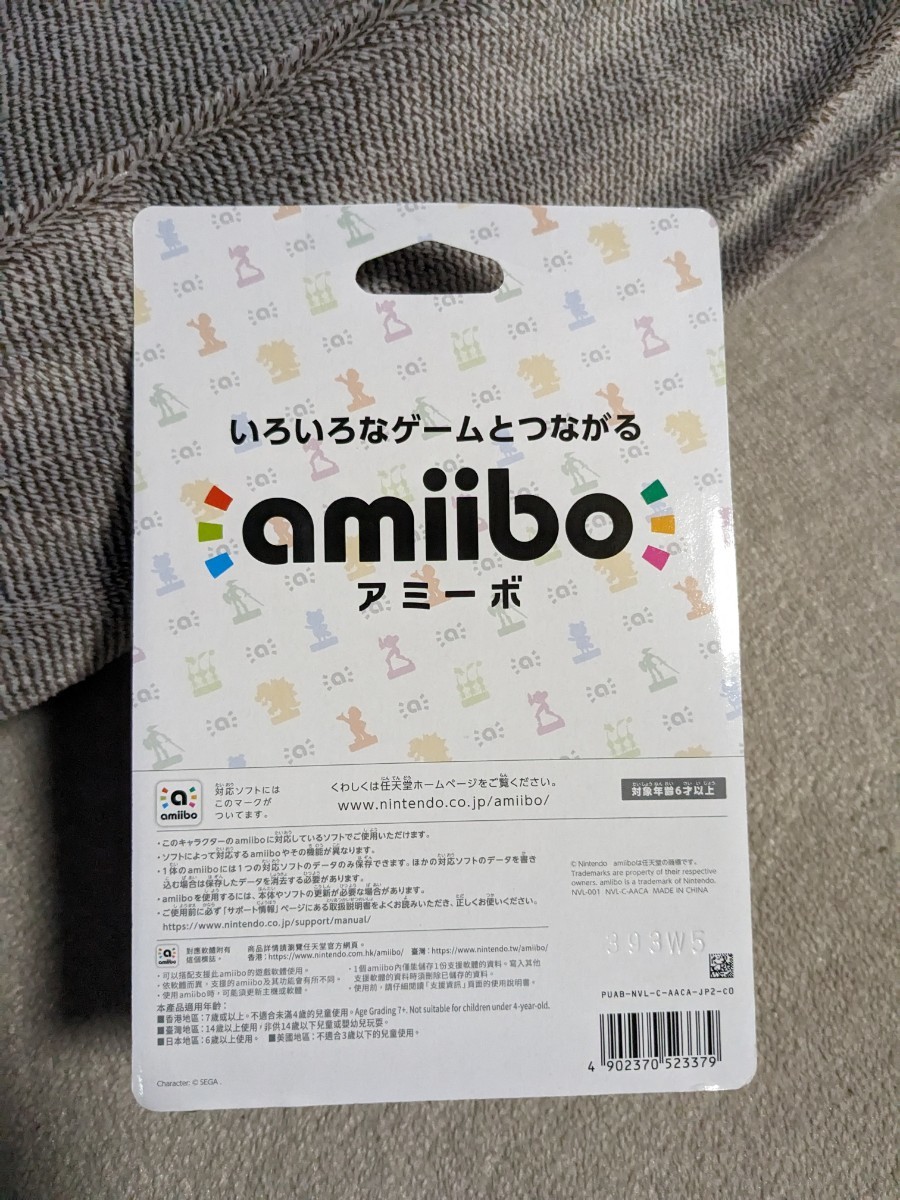 いろいろなゲームとつながる
amiibo
アミーボ
amiibo
対応ソフトには
このマークが
ついてます。
くわしくは任天堂ホームページをご覧ください。
www.nintendo.co.jp/amiibo/
対象年齢6才以上
・このキャラクターのamiiboに対応しているソフトでご使用いただけます。
・ソフトによって対応するamiiboやその機能が異なります。
・1体のamiiboには1つの対応ソフトのデータのみ保存できます。ほかの対応ソフトのデータを書き
込む場合は保存したデータを消去する必要があります。
・amiiboを使用するには、本体やソフトの更新が必要な場合があります。
・ご使用前に必ず「サポート情報」ページにある取扱説明書をよくお読みいただき、正しくお使いください。
https://www.nintendo.co.jp/support/manual/
© Nintendo amiiboは任天堂の商標です。
Trademarks are property of their respective
owners. amiibo is a trademark of Nintendo.
NVL-001 NVL-C-AACA MADE IN CHINA
393W5
amiibo
對應軟體附有
這個標誌。
商品詳情請瀏覽任天堂官方網頁。
香港：https://www.nintendo.com.hk/amiibo/ 臺灣：https://www.nintendo.tw/amiibo/
・可以搭配支援此amiibo的遊戲軟體使用。
・依軟體而異，支援的amiibo及其功能會有所不同。
・使用amiibo時，可能須更新主機或軟體。
・1個amiibo內僅能儲存1份支援軟體的資料。寫入其他
支援軟體的資料時須刪除已儲存的資料。
・使用前，請仔細閱讀「支援資訊」頁面的使用說明書。
本產品適用年齡：
■香港地區：7歲或以上。不適合未滿4歲的兒童使用。Age Grading 7+. Not suitable for children under 4-year-old.
■臺灣地區：14歲以上使用，非供14歲以下兒童或嬰幼兒玩耍。
■日本地區：6歲以上使用。 ■美國地區：不適合3歲以下的兒童使用。
PUAB-NVL-C-AACA-JP2-C0
4 902370 523379
Character: © SEGA .